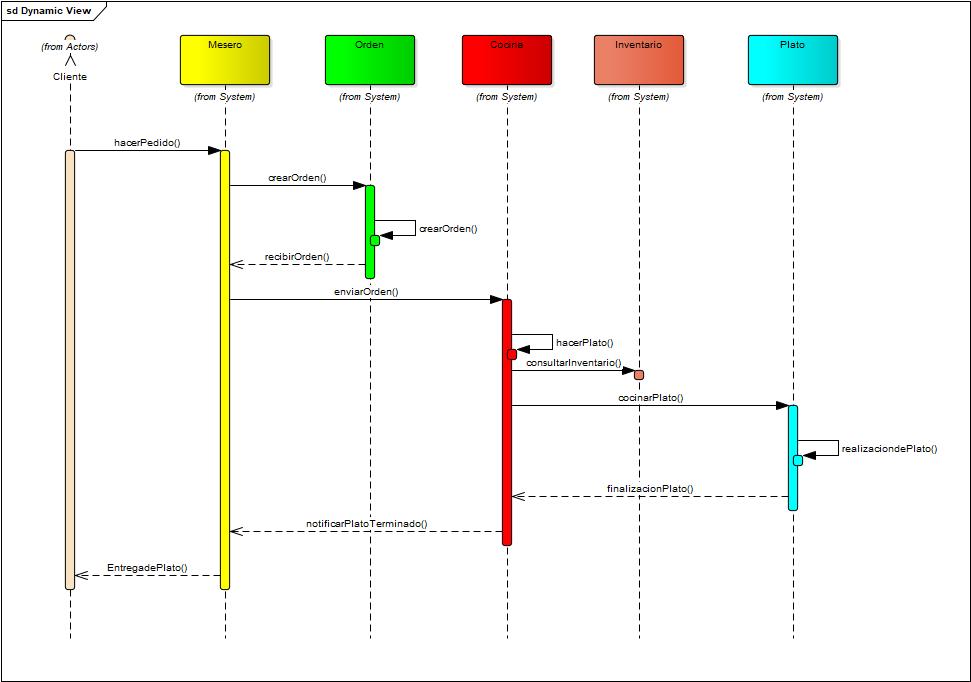 sd Dynamic View
(from Actors)
Cliente
Mesero
(from System)
Orden
(from System)
Cocina
(from System)
Inventario
(from System)
Plato
(from System)
hacerPedido()
crearOrden()
crearOrden()
recibirOrden()
enviarOrden()
hacerPlato()
consultarInventario()
cocinarPlato()
realizaciondePlato()
finalizacionPlato()
notificarPlatoTerminado()
EntregadePlato()